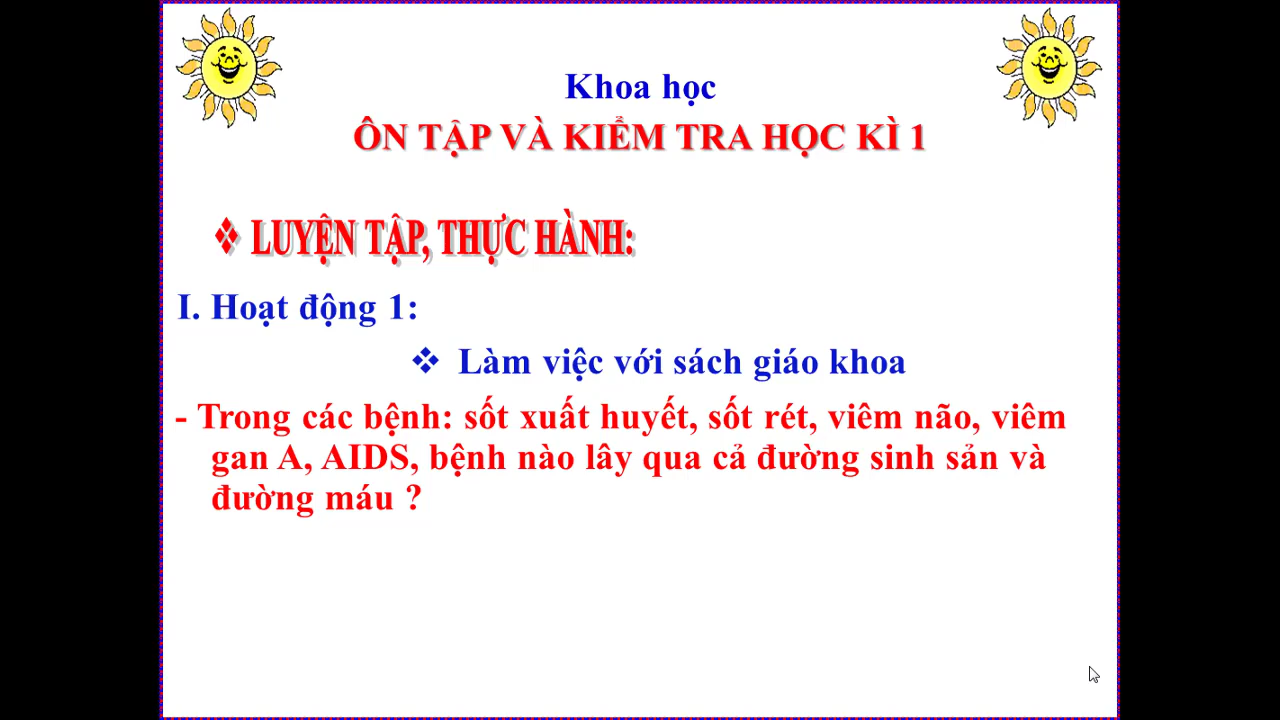 Khoa học
ÔN TẬP VÀ KIỂM TRA HỌC KÌ 1
❖ LUYỆN TẬP, THỰC HÀNH:
I. Hoạt động 1:
❖ Làm việc với sách giáo khoa
- Trong các bệnh: sốt xuất huyết, sốt rét, viêm não, viêm
gan A, AIDS, bệnh nào lây qua cả đường sinh sản và
đường máu ?